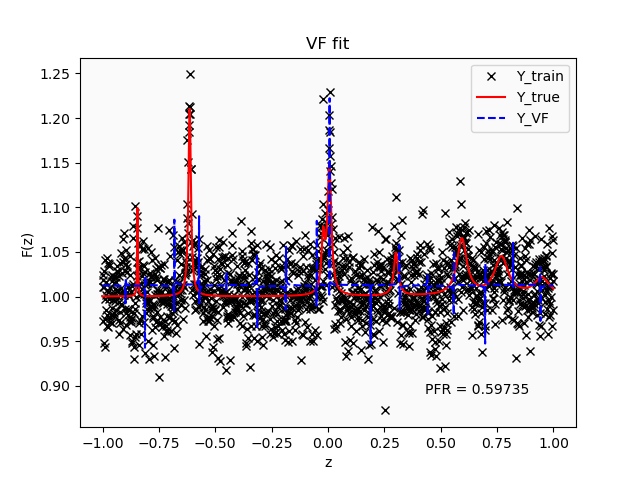 VF fit
Y_train
Y_true
Y_VF
F(z)
1.25
1.20
1.15
1.10
1.05
1.00
0.95
0.90
PFR = 0.59735
−1.00 −0.75 −0.50 −0.25 0.00 0.25 0.50 0.75 1.00
z